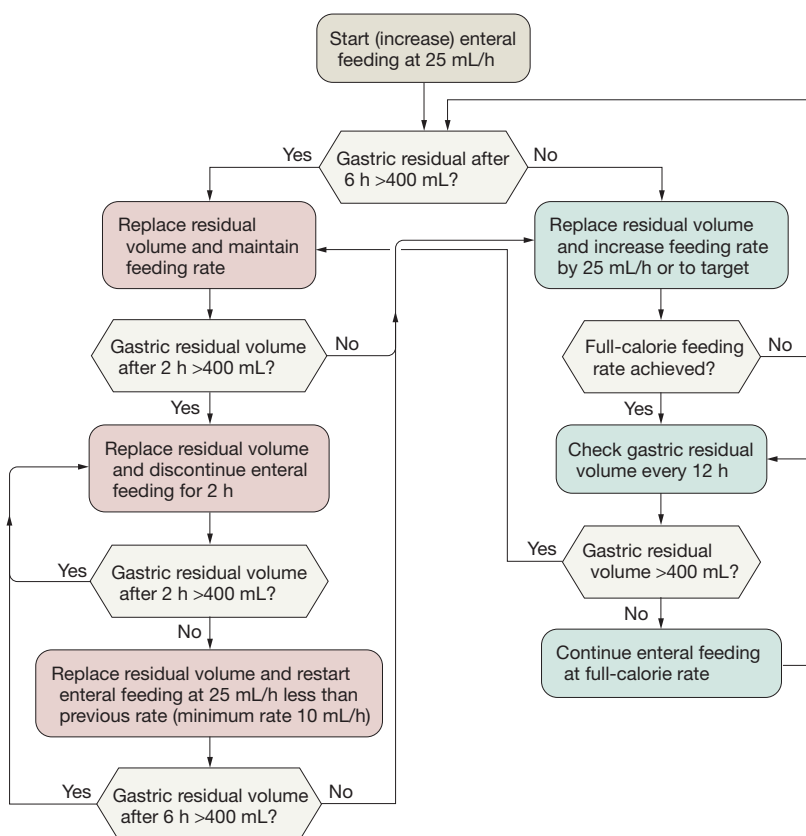 Start (increase) enteral
feeding at 25 mL/h
Yes
Gastric residual after
6 h >400 mL?
No
Replace residual
volume and maintain
feeding rate
Replace residual volume
and increase feeding rate
by 25 mL/h or to target
Gastric residual volume
after 2 h >400 mL?
No
Full-calorie feeding
rate achieved?
No
Yes
Yes
Replace residual volume
and discontinue enteral
feeding for 2 h
Check gastric residual
volume every 12 h
Yes
Gastric residual volume
after 2 h >400 mL?
Yes
Gastric residual
volume >400 mL?
No
No
Replace residual volume and restart
enteral feeding at 25 mL/h less than
previous rate (minimum rate 10 mL/h)
Continue enteral feeding
at full-calorie rate
Yes
Gastric residual volume
after 6 h >400 mL?
No